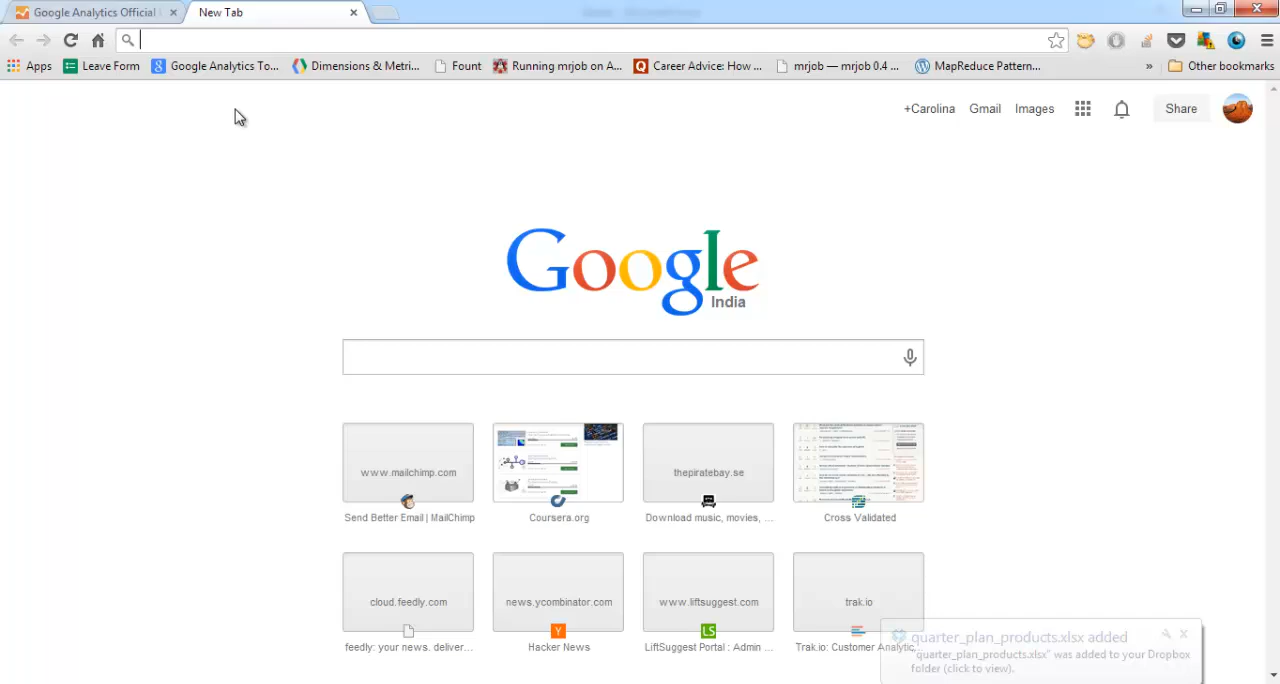 Google Analytics Official
New Tab
Apps
Leave Form
Google Analytics To...
Dimensions & Metri...
Fount
Running mrjob on A...
Career Advice: How ...
mrjob — mrjob 0.4 ...
MapReduce Pattern...
»
Other bookmarks
+Carolina
Gmail
Images
Share
Google
India
www.mailchimp.com
thepiratebay.se
Send Better Email | MailChimp
Coursera.org
Download music, movies, ...
Cross Validated
cloud.feedly.com
news.ycombinator.com
www.liftsuggest.com
trak.io
Y
LS
feedly: your news. deliver...
Hacker News
LiftSuggest Portal : Admin ...
Trak.io: Customer Analytic...
quarter_plan_products.xlsx added
"quarter_plan_products.xlsx" was added to your Dropbox
folder (click to view).